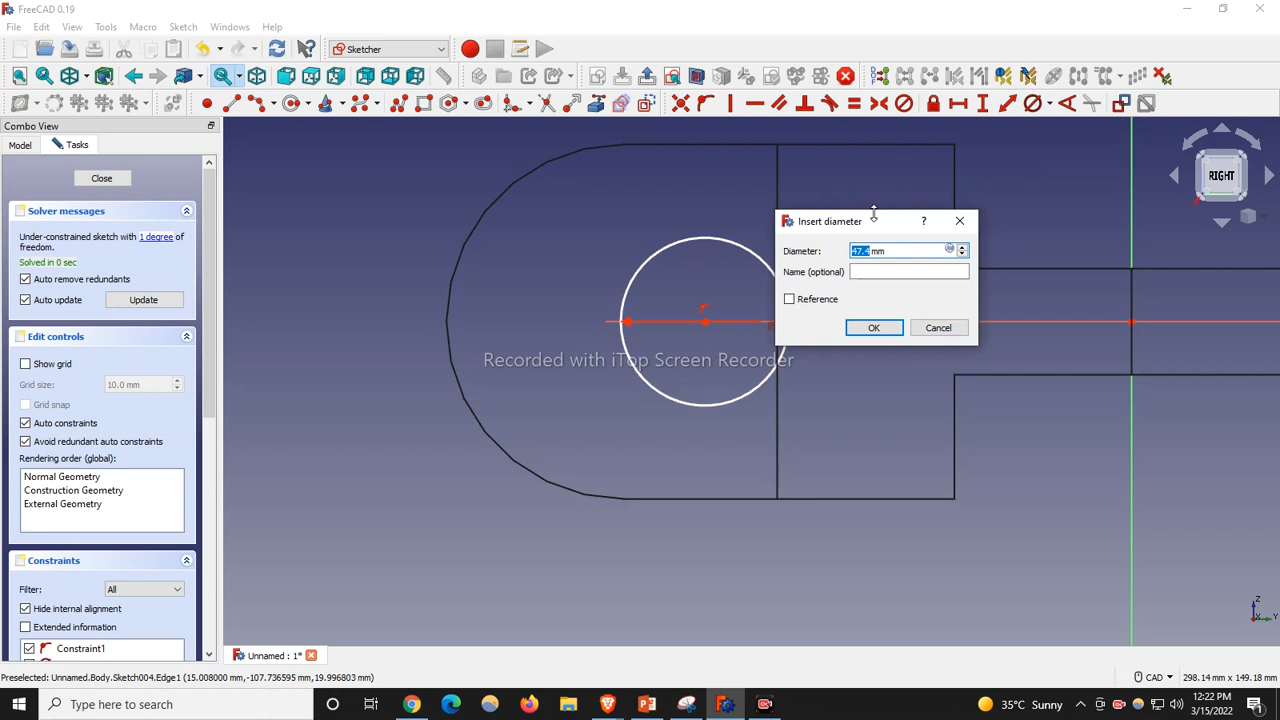 FreeCAD 0.19
File Edit View Tools Macro Sketch Windows Help
Sketcher
Combo View
Model Tasks
Close
Solver messages
Under-constrained sketch with 1 degree of
freedom.
Solved in 0 sec
Auto remove redundants
Auto update Update
Edit controls
Show grid
Grid size: 10.0 mm
Grid snap
Auto constraints
Avoid redundant auto constraints
Rendering order (global):
Normal Geometry
Construction Geometry
External Geometry
Constraints
Filter: All
Hide internal alignment
Extended information
Constraint1
RIGHT
Insert diameter ?
Diameter: 47.4 mm
Name (optional)
Reference
OK Cancel
Recorded with iTop Screen Recorder
Z
X Y
Unnamed : 1*
Preselected: Unnamed.Body.Sketch004.Edge1 (15.008000 mm, -107.736595 mm, 19.996803 mm)
CAD 298.14 mm x 149.18 mm
Type here to search
35°C Sunny
12:22 PM
3/15/2022